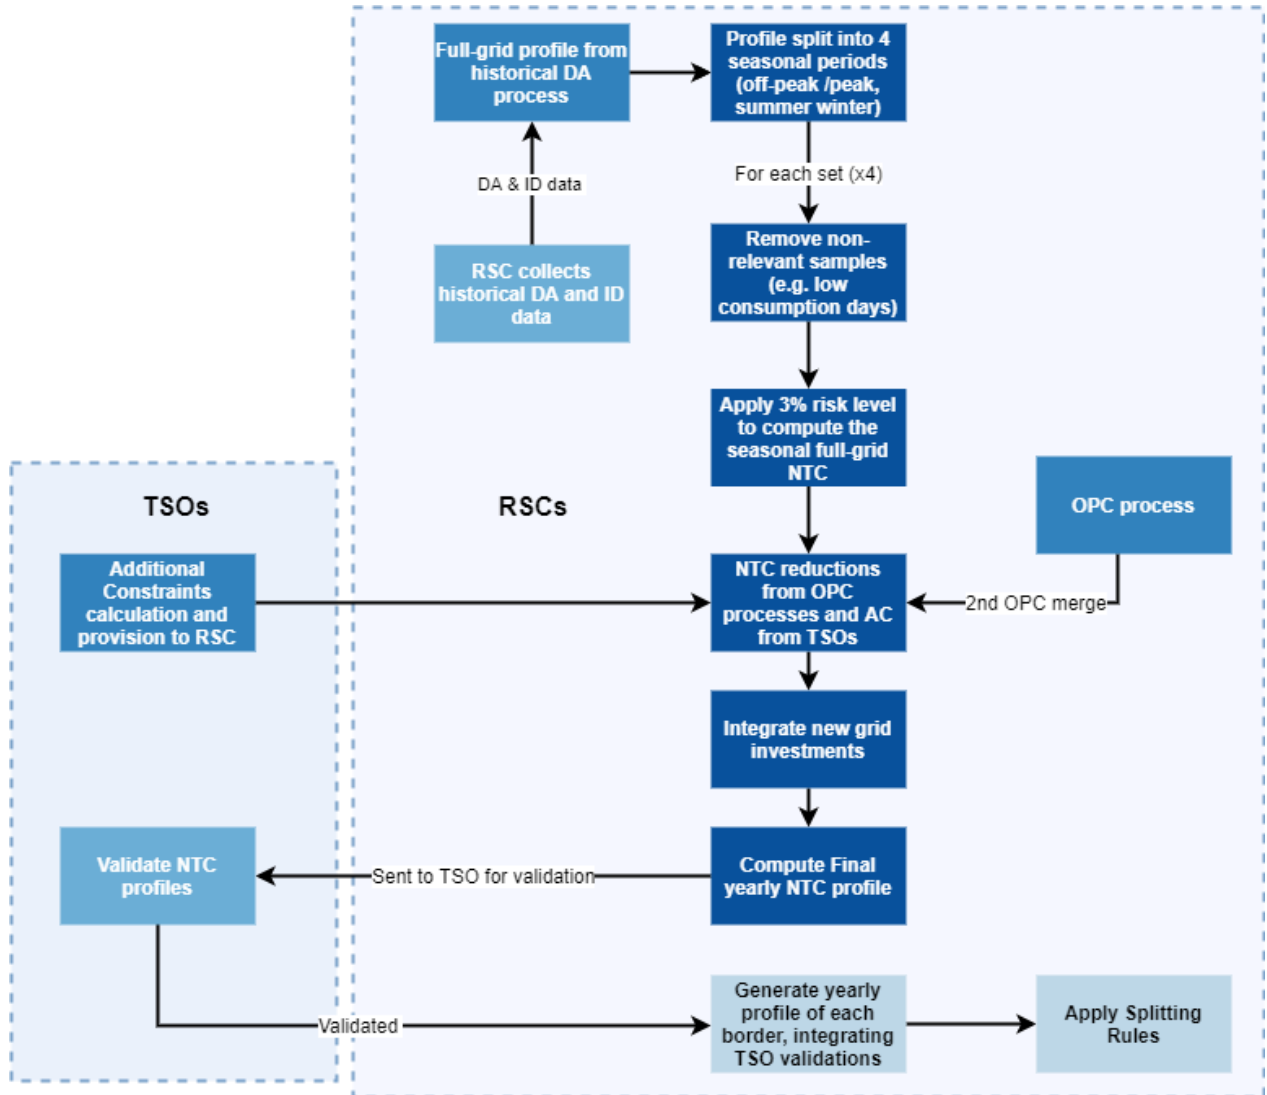 Full-grid profile from
historical DA
process
Profile split into 4
seasonal periods
(off-peak /peak,
summer winter)
DA & ID data
For each set (x4)
RSC collects
historical DA and ID
data
Remove non-
relevant samples
(e.g. low
consumption days)
Apply 3% risk level
to compute the
seasonal full-grid
NTC
TSOs
RSCs
OPC process
Additional
Constraints
calculation and
provision to RSC
NTC reductions
from OPC
processes and AC
from TSOs
2nd OPC merge
Integrate new grid
investments
Validate NTC
profiles
Sent to TSO for validation
Compute Final
yearly NTC profile
Validated
Generate yearly
profile of each
border, integrating
TSO validations
Apply Splitting
Rules